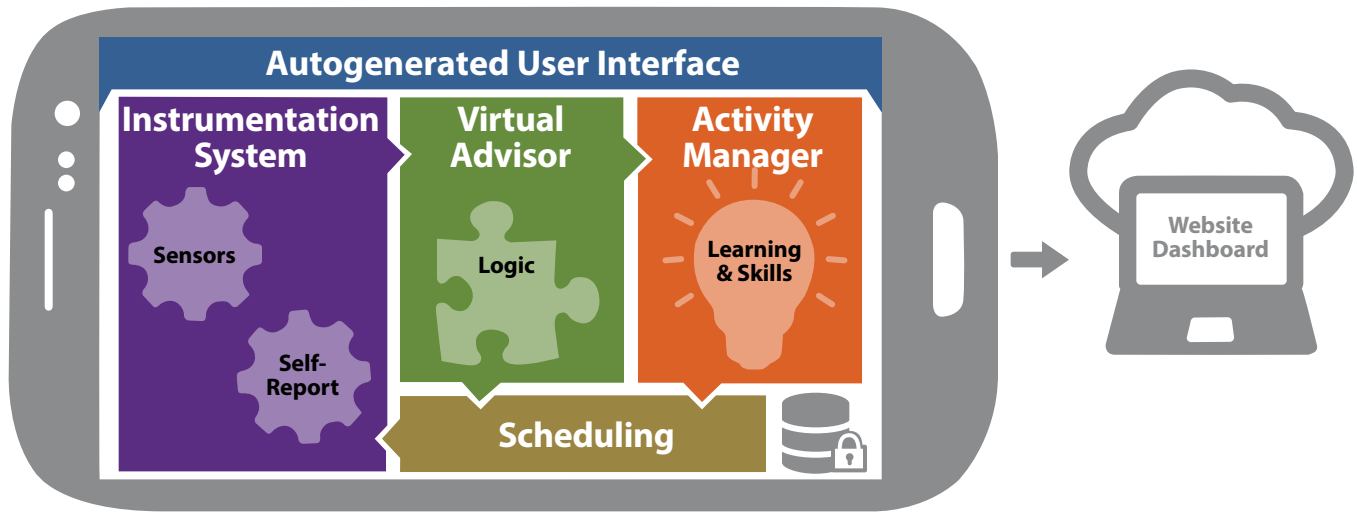 Autogenerated User Interface
Instrumentation
System
Virtual
Advisor
Activity
Manager
Sensors
Self-
Report
Logic
Learning
& Skills
Scheduling
Website
Dashboard